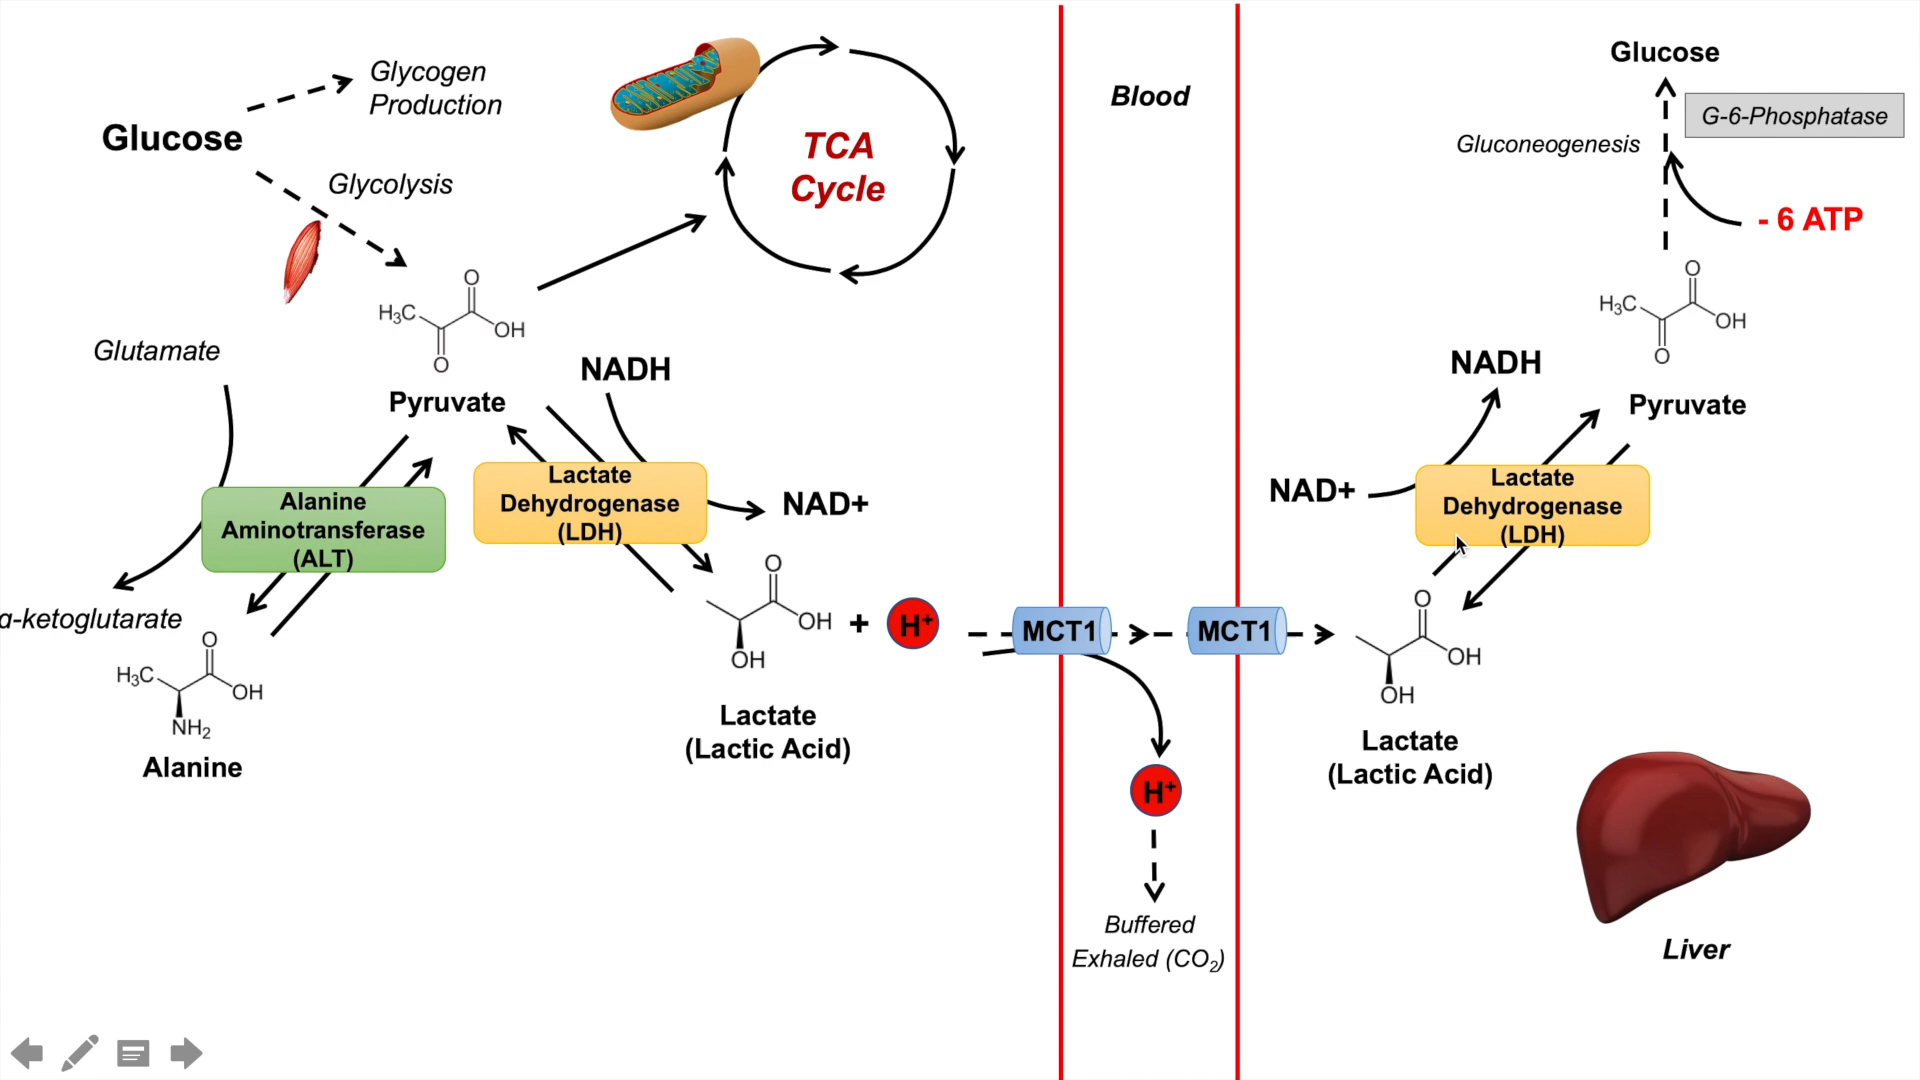 Glycogen
Production
Glucose
Glycolysis
TCA
Cycle
Blood
Glucose
G-6-Phosphatase
Gluconeogenesis
- 6 ATP
O
H₃C
OH
O
Pyruvate
Glutamate
NADH
Lactate
Dehydrogenase
(LDH)
NAD+
Alanine
Aminotransferase
(ALT)
α-ketoglutarate
O
H₃C
OH
NH₂
Alanine
O
OH
OH
+
H⁺
Lactate
(Lactic Acid)
MCT1
MCT1
H⁺
Buffered
Exhaled (CO₂)
O
H₃C
OH
O
Pyruvate
NADH
NAD+
Lactate
Dehydrogenase
(LDH)
O
OH
OH
Lactate
(Lactic Acid)
Liver